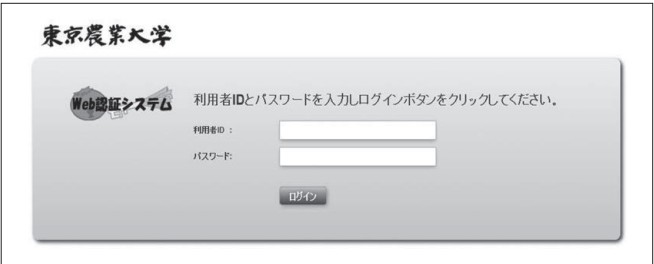 東京農業大学
Web認証システム
利用者IDとパスワードを入力しログインボタンをクリックしてください。
利用者ID :
パスワード:
ログイン